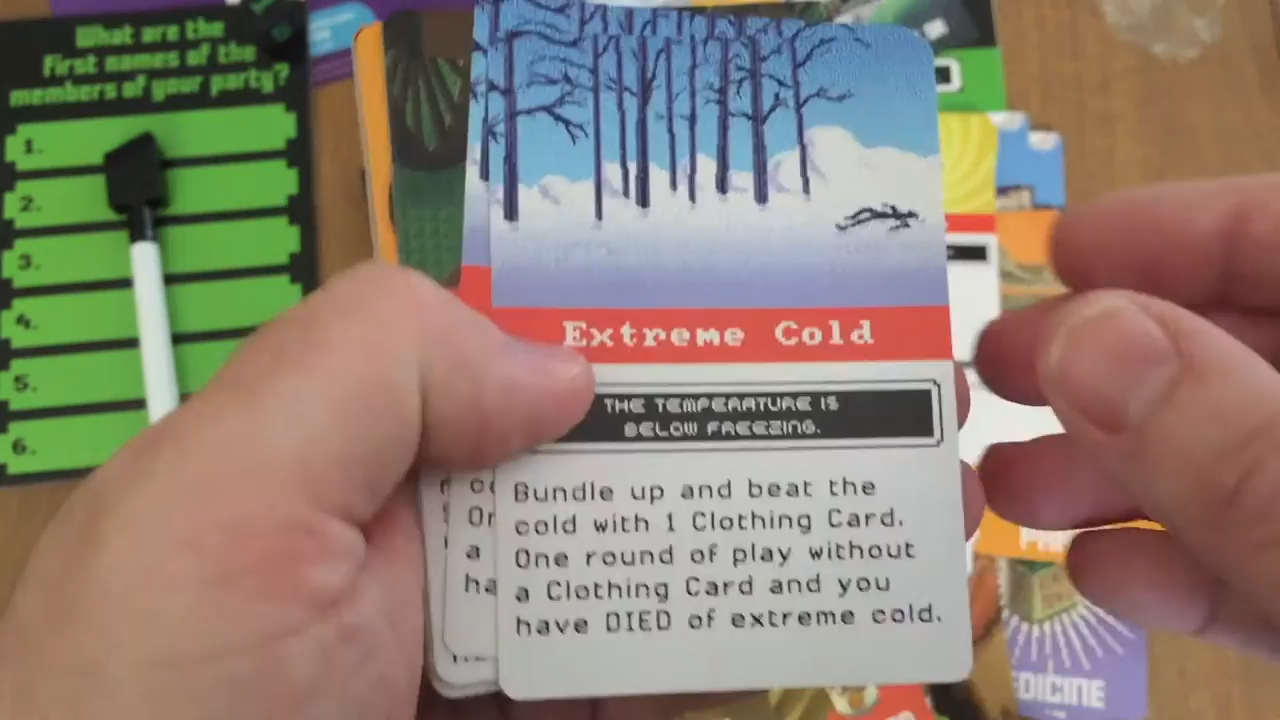 What are the
First names of the
members of your party?
1.
2.
3.
4.
5.
6.
Extreme Cold
THE TEMPERATURE IS
BELOW FREEZING.
Bundle up and beat the
cold with 1 Clothing Card.
One round of play without
a Clothing Card and you
have DIED of extreme cold.
Or
a
ha
EDICINE